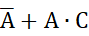 A̅ + A · C